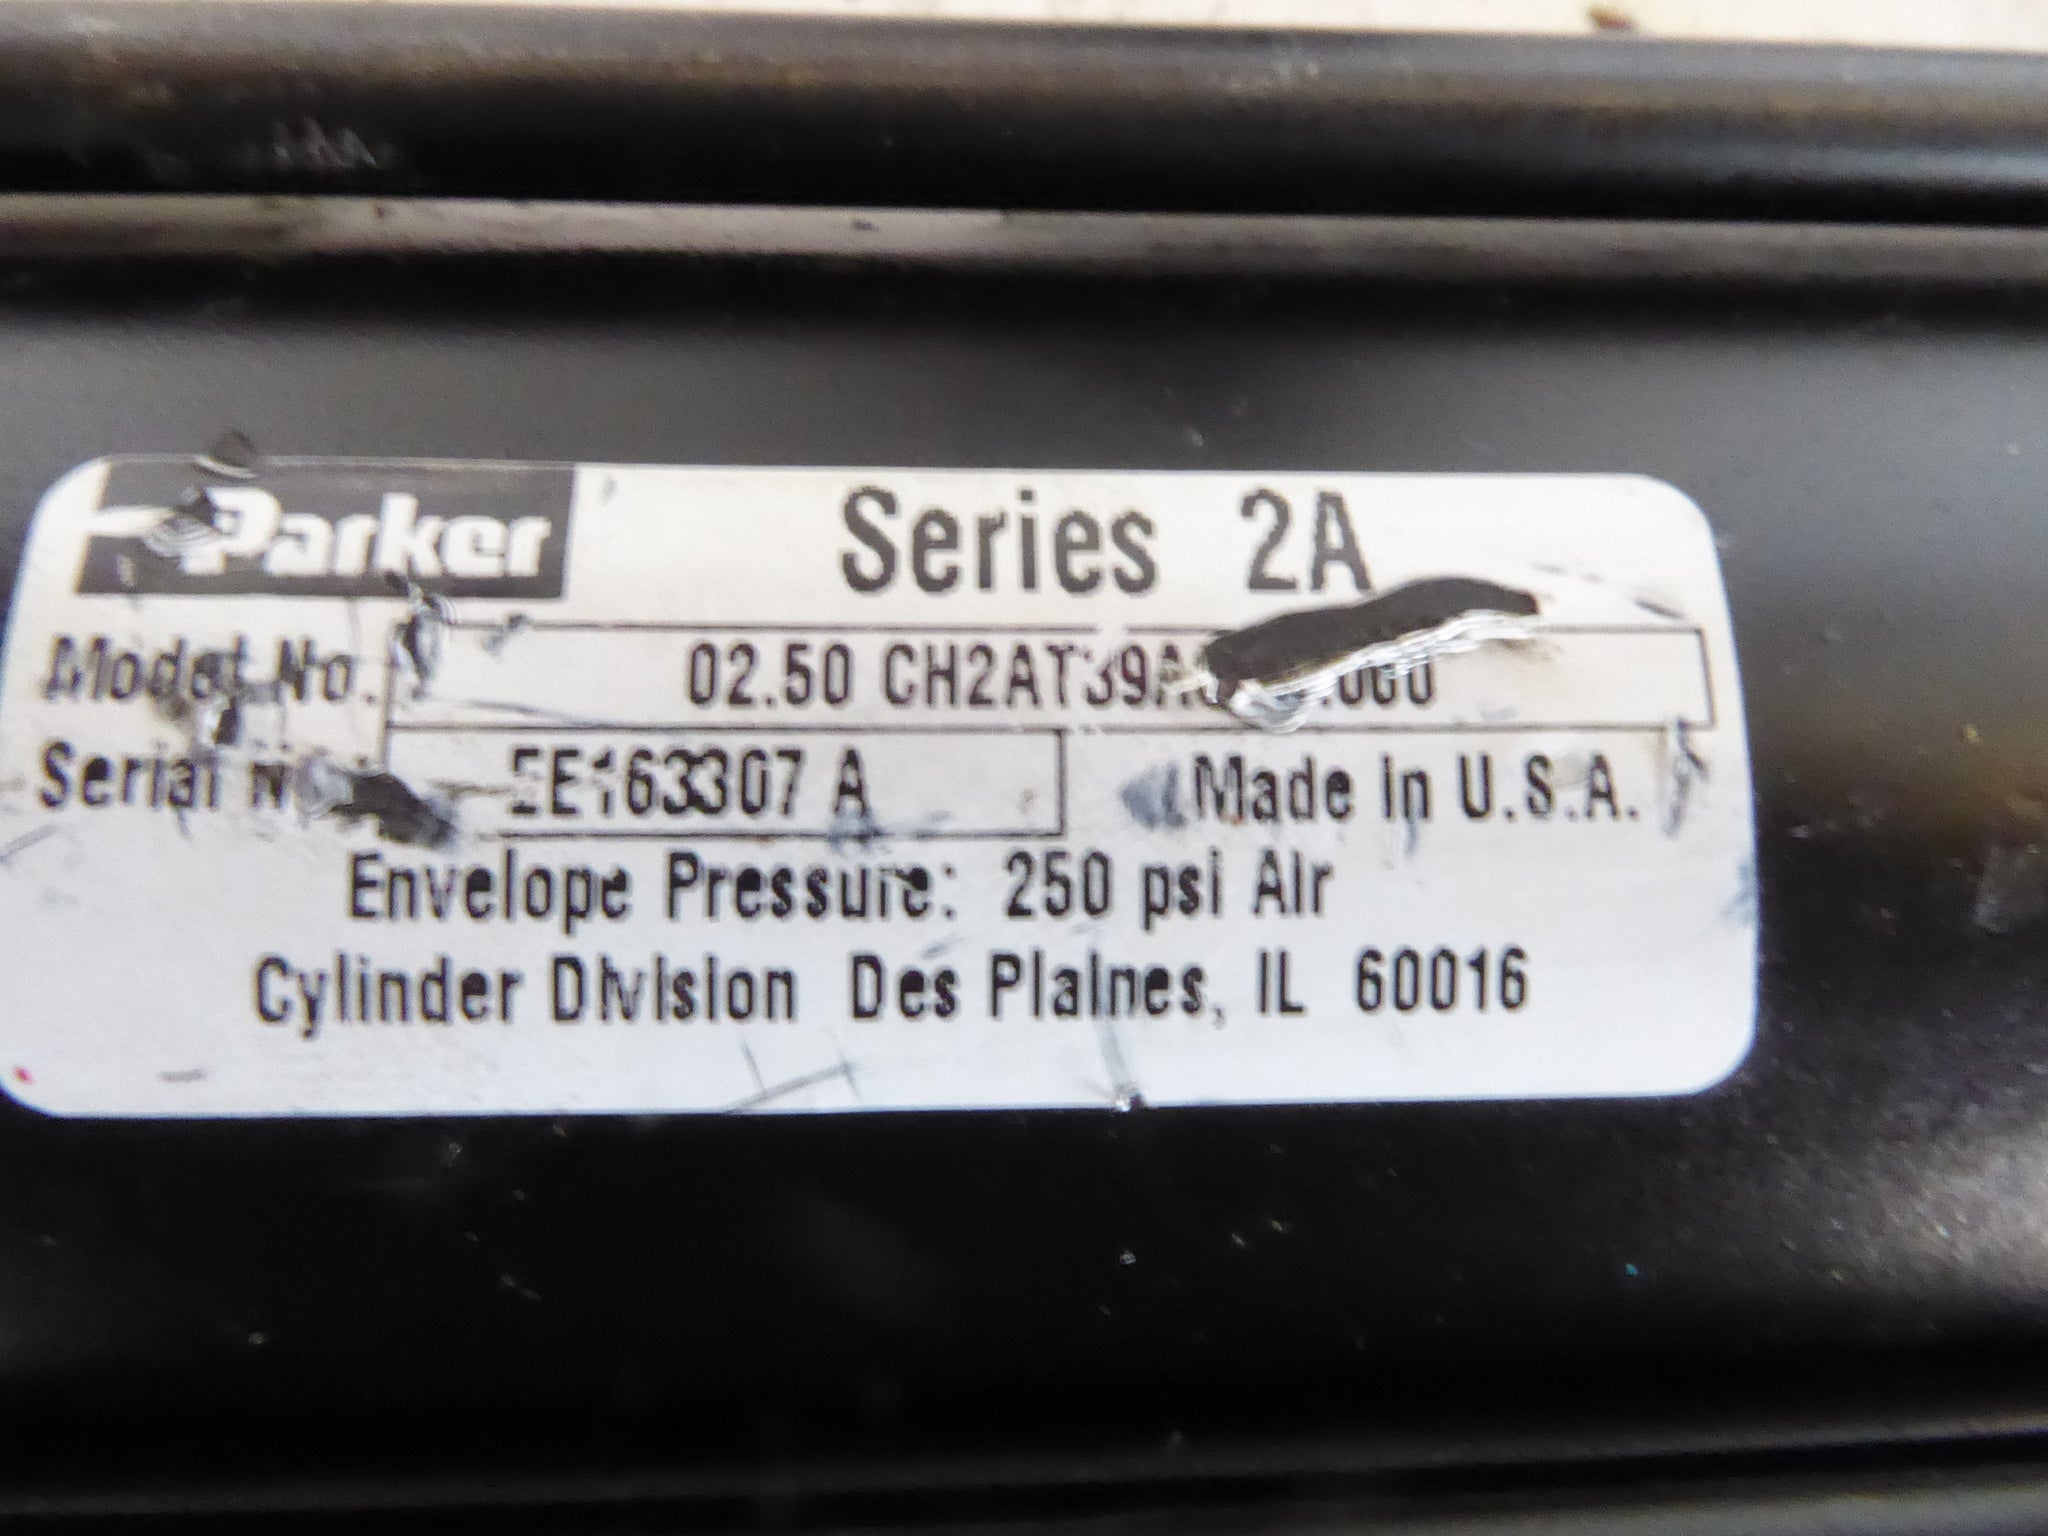 Parker Series 2A
Model No. 02.50
Serial EE163307 A Made in U.S.A.
Envelope Pressure: 250 psi Air
Cylinder Division Des Plaines, IL 60016